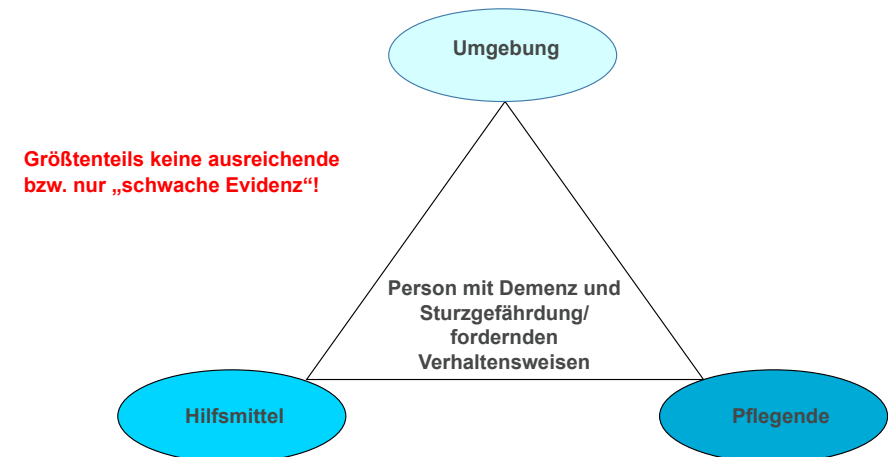 Umgebung
Größtenteils keine ausreichende
bzw. nur „schwache Evidenz“!
Person mit Demenz und
Sturzgefährdung/
fordernden
Verhaltensweisen
Hilfsmittel
Pflegende